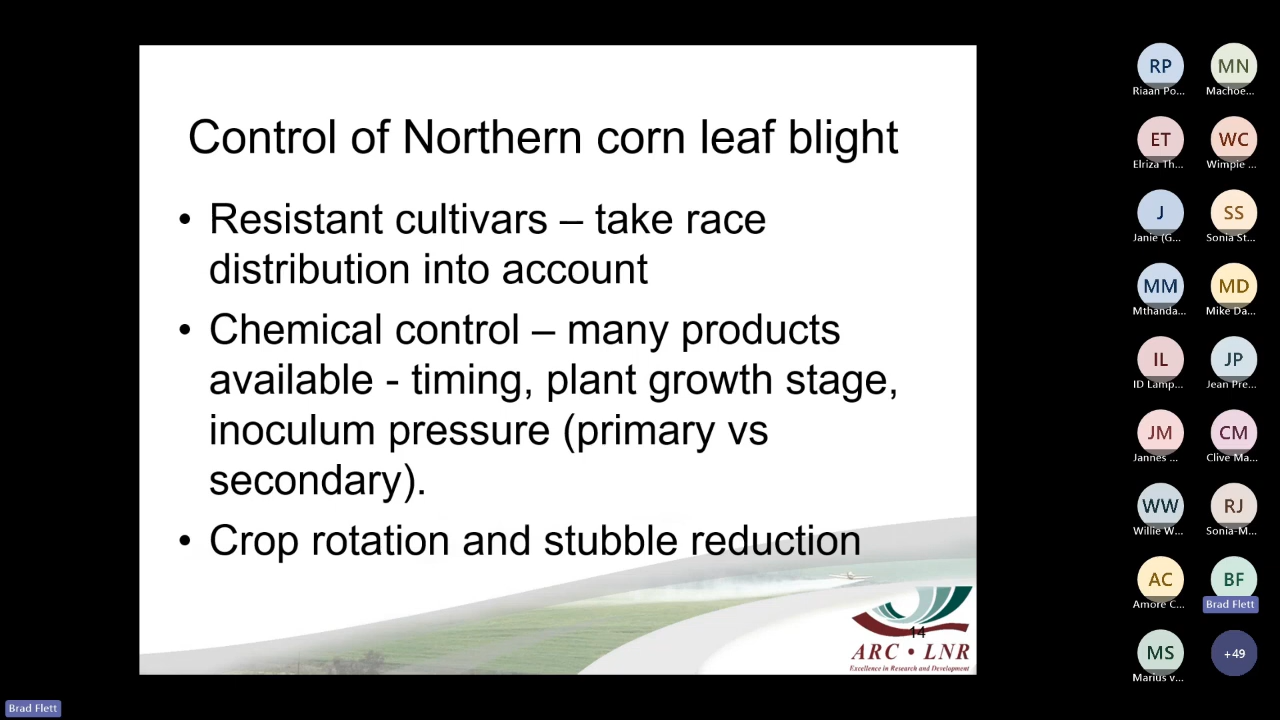 Control of Northern corn leaf blight
• Resistant cultivars – take race
distribution into account
• Chemical control – many products
available - timing, plant growth stage,
inoculum pressure (primary vs
secondary).
• Crop rotation and stubble reduction
14
ARC • LNR
Excellence in Research and Development
RP
Riaan Po...
MN
Machoe...
ET
Elriza Th...
WC
Wimpie ...
J
Janie (G...
SS
Sonia St...
MM
Mthanda...
MD
Mike Da...
IL
ID Lamp...
JP
Jean Pre...
JM
Jannes ...
CM
Clive Ma...
WW
Willie W...
RJ
Sonia-M...
AC
Amore C...
BF
Brad Flett
MS
Marius v...
+49
Brad Flett